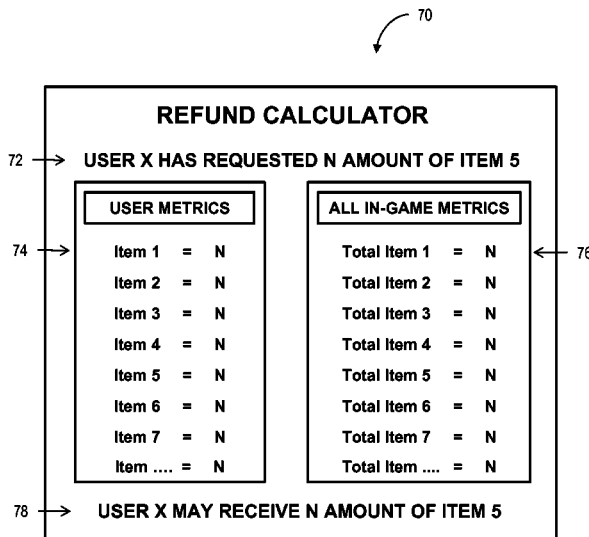 70
REFUND CALCULATOR
72
USER X HAS REQUESTED N AMOUNT OF ITEM 5
USER METRICS
74
Item 1 = N
Item 2 = N
Item 3 = N
Item 4 = N
Item 5 = N
Item 6 = N
Item 7 = N
Item .... = N
ALL IN-GAME METRICS
76
Total Item 1 = N
Total Item 2 = N
Total Item 3 = N
Total Item 4 = N
Total Item 5 = N
Total Item 6 = N
Total Item 7 = N
Total Item .... = N
78
USER X MAY RECEIVE N AMOUNT OF ITEM 5